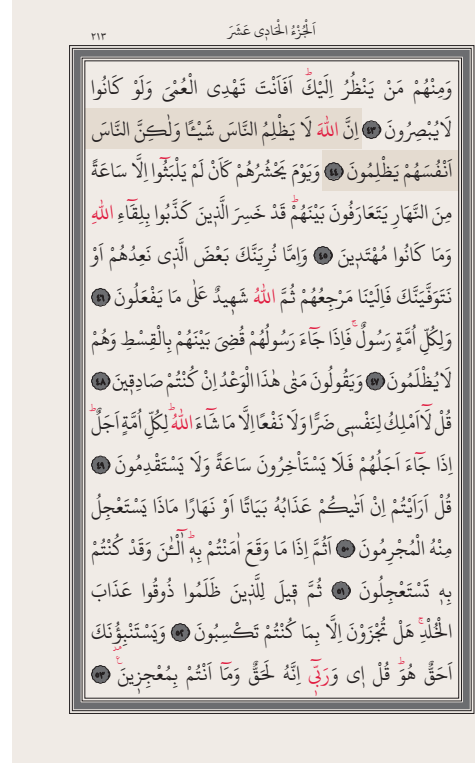 ٢١٣
اَلْجُزْءُ الْحَادِى عَشَرَ
وَمِنْهُمْ مَنْ يَنْظُرُ اِلَيْكَۜ اَفَاَنْتَ تَهْدِى الْعُمْىَ وَلَوْ كَانُوا
لَايُبْصِرُونَ ﴿٤٣﴾ اِنَّ اللّٰهَ لَا يَظْلِمُ النَّاسَ شَيْـًٔا وَلٰكِنَّ النَّاسَ
اَنْفُسَهُمْ يَظْلِمُونَ ﴿٤٤﴾ وَيَوْمَ يَحْشُرُهُمْ كَاَنْ لَمْ يَلْبَثُٓوا اِلَّا سَاعَةً
مِنَ النَّهَارِ يَتَعَارَفُونَ بَيْنَهُمْۜ قَدْ خَسِرَ الَّذِينَ كَذَّبُوا بِلِقَٓاءِ اللّٰهِ
وَمَا كَانُوا مُهْتَدِينَ ﴿٤٥﴾ وَاِمَّا نُرِيَنَّكَ بَعْضَ الَّذِى نَعِدُهُمْ اَوْ
نَتَوَفَّيَنَّكَ فَاِلَيْنَا مَرْجِعُهُمْ ثُمَّ اللّٰهُ شَهِيدٌ عَلٰى مَا يَفْعَلُونَ ﴿٤٦﴾
وَلِكُلِّ اُمَّةٍ رَسُولٌۚ فَاِذَا جَٓاءَ رَسُولُهُمْ قُضِىَ بَيْنَهُمْ بِالْقِسْطِ وَهُمْ
لَايُظْلَمُونَ ﴿٤٧﴾ وَيَقُولُونَ مَتٰى هٰذَا الْوَعْدُ اِنْ كُنْتُمْ صَادِقِينَ ﴿٤٨﴾
قُلْ لَٓا اَمْلِكُ لِنَفْسِى ضَرًّا وَلَا نَفْعًا اِلَّا مَا شَٓاءَ اللّٰهُۜ لِكُلِّ اُمَّةٍ اَجَلٌۜ
اِذَا جَٓاءَ اَجَلُهُمْ فَلَا يَسْتَاْخِرُونَ سَاعَةً وَلَا يَسْتَقْدِمُونَ ﴿٤٩﴾
قُلْ اَرَاَيْتُمْ اِنْ اَتٰيكُمْ عَذَابُهُ بَيَاتًا اَوْ نَهَارًا مَاذَا يَسْتَعْجِلُ
مِنْهُ الْمُجْرِمُونَ ﴿٥٠﴾ اَثُمَّ اِذَا مَا وَقَعَ اٰمَنْتُمْ بِهِۜ اٰلْـٰٔنَ وَقَدْ كُنْتُمْ
بِهِ تَسْتَعْجِلُونَ ﴿٥١﴾ ثُمَّ قِيلَ لِلَّذِينَ ظَلَمُوا ذُوقُوا عَذَابَ
الْخُلْدِۚ هَلْ تُجْزَوْنَ اِلَّا بِمَا كُنْتُمْ تَكْسِبُونَ ﴿٥٢﴾ وَيَسْتَنْبِؤُ۫نَكَ
اَحَقٌّ هُوَۜ قُلْ اِى وَرَبِّٓى اِنَّهُ لَحَقٌّ وَمَٓا اَنْتُمْ بِمُعْجِزِينَ۟ ﴿٥٣﴾